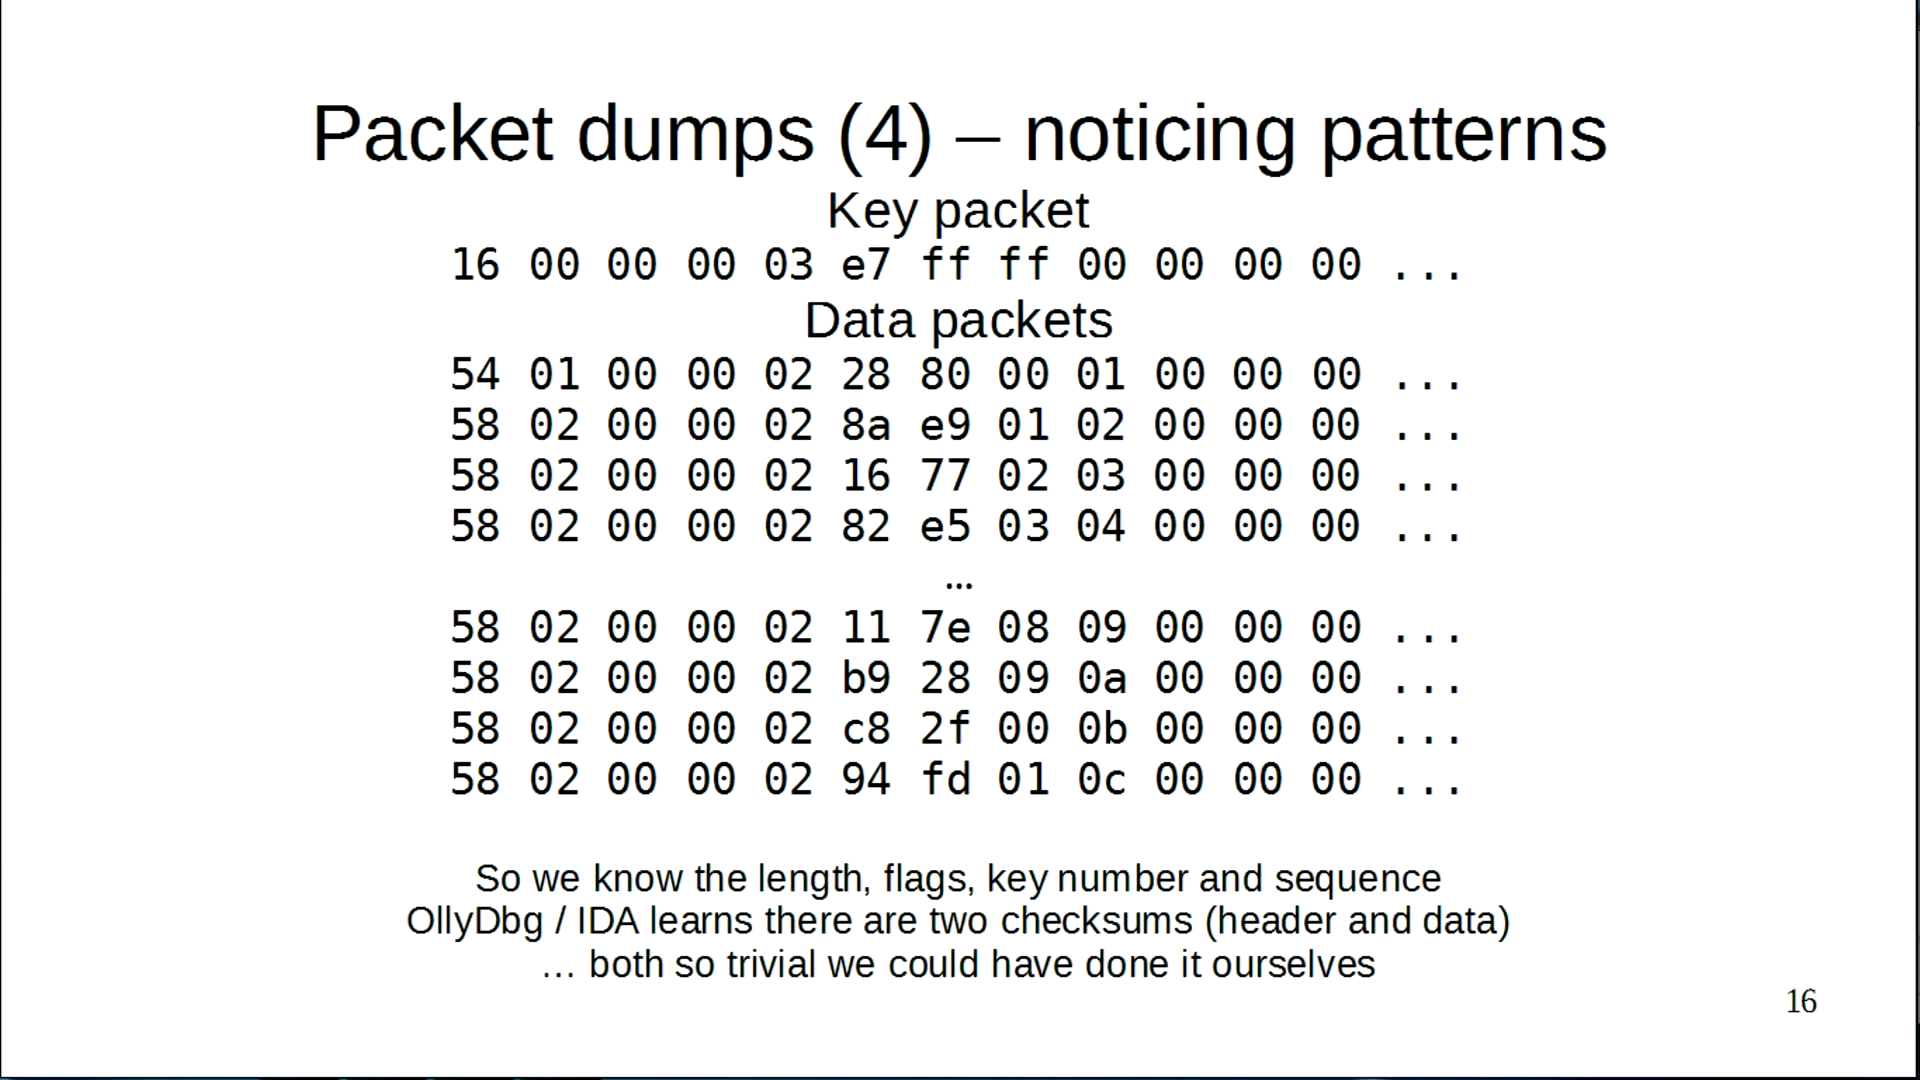 Packet dumps (4) – noticing patterns
Key packet
16 00 00 00 03 e7 ff ff 00 00 00 00 ...
Data packets
54 01 00 00 02 28 80 00 01 00 00 00 ...
58 02 00 00 02 8a e9 01 02 00 00 00 ...
58 02 00 00 02 16 77 02 03 00 00 00 ...
58 02 00 00 02 82 e5 03 04 00 00 00 ...
…
58 02 00 00 02 11 7e 08 09 00 00 00 ...
58 02 00 00 02 b9 28 09 0a 00 00 00 ...
58 02 00 00 02 c8 2f 00 0b 00 00 00 ...
58 02 00 00 02 94 fd 01 0c 00 00 00 ...
So we know the length, flags, key number and sequence
OllyDbg / IDA learns there are two checksums (header and data)
… both so trivial we could have done it ourselves
16